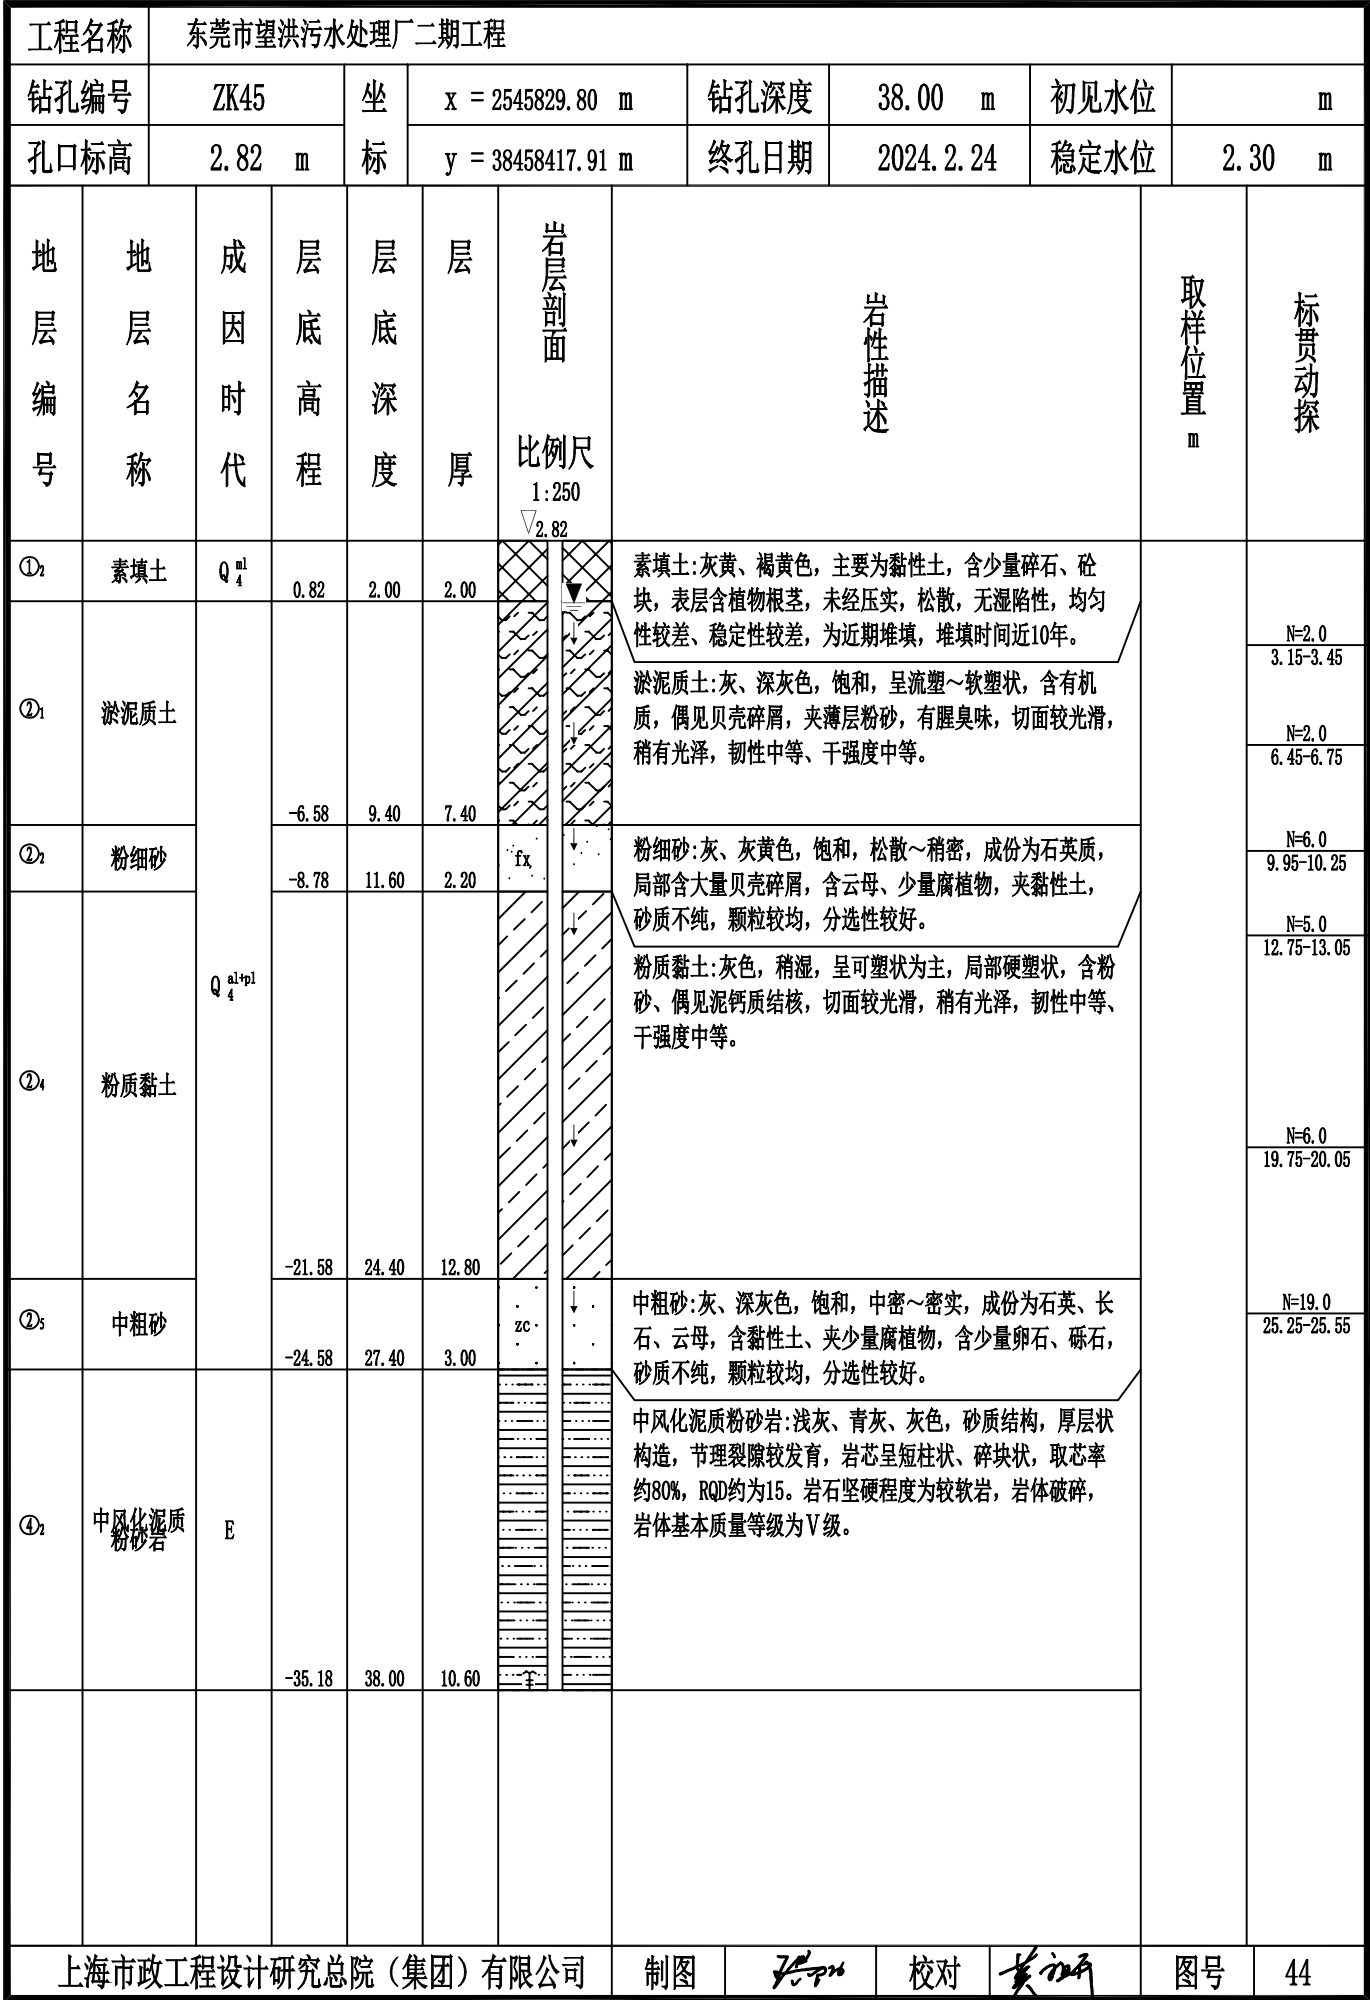 工程名称 东莞市望洪污水处理厂二期工程
钻孔编号 ZK45 坐标 x = 2545829.80 m 钻孔深度 38.00 m 初见水位 m
孔口标高 2.82 m y = 38458417.91 m 终孔日期 2024.2.24 稳定水位 2.30 m
地层编号 地层名称 成因时代 层底高程 层底深度 层厚 岩层剖面 比例尺 1:250 岩性描述 取样位置 m 标贯动探
▽2.82
①2 素填土 Q4ml 0.82 2.00 2.00
素填土:灰黄、褐黄色，主要为黏性土，含少量碎石、砼
块，表层含植物根茎，未经压实，松散，无湿陷性，均匀
性较差、稳定性较差，为近期堆填，堆填时间近10年。
②1 淤泥质土 -6.58 9.40 7.40
淤泥质土:灰、深灰色，饱和，呈流塑～软塑状，含有机
质，偶见贝壳碎屑，夹薄层粉砂，有腥臭味，切面较光滑，
稍有光泽，韧性中等、干强度中等。
N=2.0
3.15-3.45
N=2.0
6.45-6.75
②2 粉细砂 -8.78 11.60 2.20 fx
粉细砂:灰、灰黄色，饱和，松散～稍密，成份为石英质，
局部含大量贝壳碎屑，含云母、少量腐植物，夹黏性土，
砂质不纯，颗粒较均，分选性较好。
N=6.0
9.95-10.25
Q4al+pl
②4 粉质黏土 -21.58 24.40 12.80
粉质黏土:灰色，稍湿，呈可塑状为主，局部硬塑状，含粉
砂、偶见泥钙质结核，切面较光滑，稍有光泽，韧性中等、
干强度中等。
N=5.0
12.75-13.05
N=6.0
19.75-20.05
②5 中粗砂 -24.58 27.40 3.00 zc
中粗砂:灰、深灰色，饱和，中密～密实，成份为石英、长
石、云母，含黏性土、夹少量腐植物，含少量卵石、砾石，
砂质不纯，颗粒较均，分选性较好。
N=19.0
25.25-25.55
④2 中风化泥质粉砂岩 E -35.18 38.00 10.60
中风化泥质粉砂岩:浅灰、青灰、灰色，砂质结构，厚层状
构造，节理裂隙较发育，岩芯呈短柱状、碎块状，取芯率
约80%，RQD约为15。岩石坚硬程度为较软岩，岩体破碎，
岩体基本质量等级为Ⅴ级。
上海市政工程设计研究总院（集团）有限公司 制图 校对 图号 44